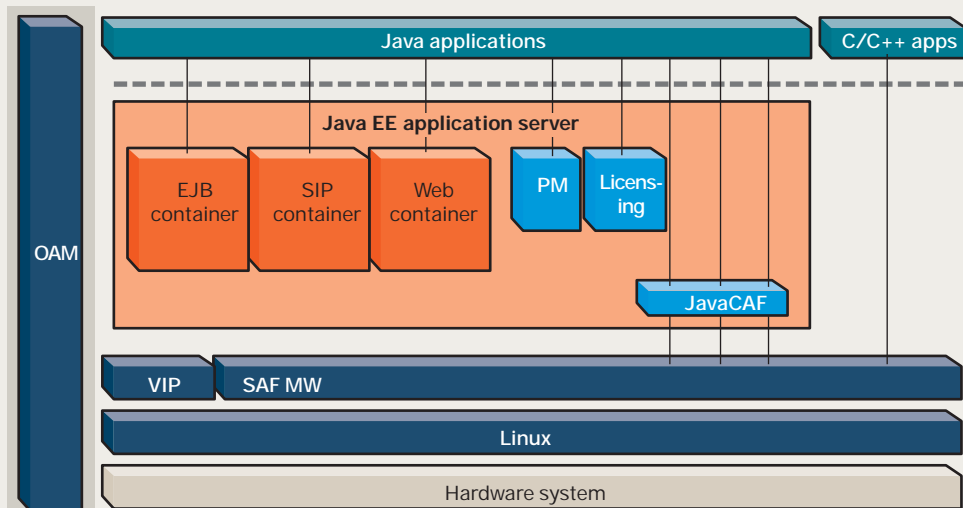 Java applications
C/C++ apps
Java EE application server
EJB
container
SIP
container
Web
container
PM
Licens-
ing
OAM
JavaCAF
VIP
SAF MW
Linux
Hardware system